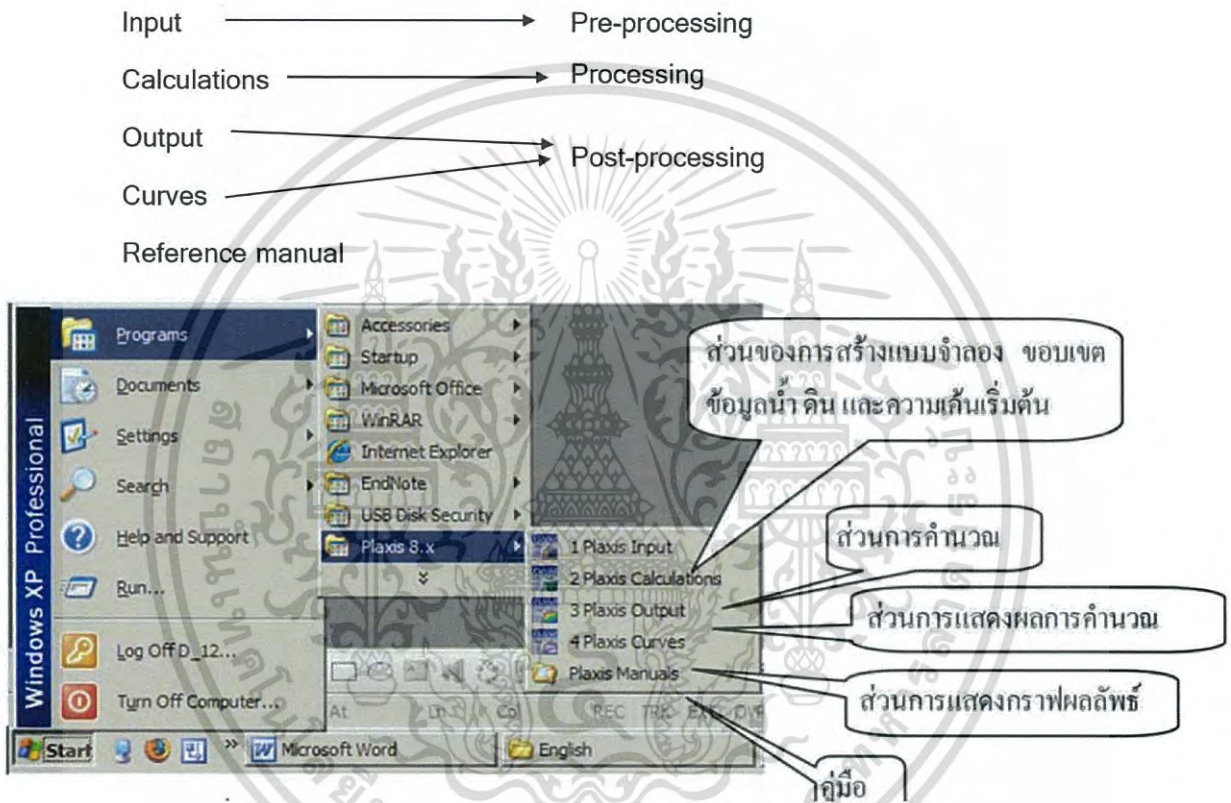 Input Pre-processing
Calculations Processing
Output
Post-processing
Curves
Reference manual
Windows XP Professional
Programs
Documents
Settings
Search
Help and Support
Run...
Log Off D_12...
Turn Off Computer...
Accessories
Startup
Microsoft Office
WinRAR
Internet Explorer
EndNote
USB Disk Security
Plaxis 8.x
1 Plaxis Input
2 Plaxis Calculations
3 Plaxis Output
4 Plaxis Curves
Plaxis Manuals
ส่วนของการสร้างแบบจำลอง ขอบเขต
ข้อมูลน้ำ ดิน และความเค้นเริ่มต้น
ส่วนการคำนวณ
ส่วนการแสดงผลการคำนวณ
ส่วนการแสดงกราฟผลลัพธ์
คู่มือ
At Ln Col REC TRK EXT OVR
Start Microsoft Word English